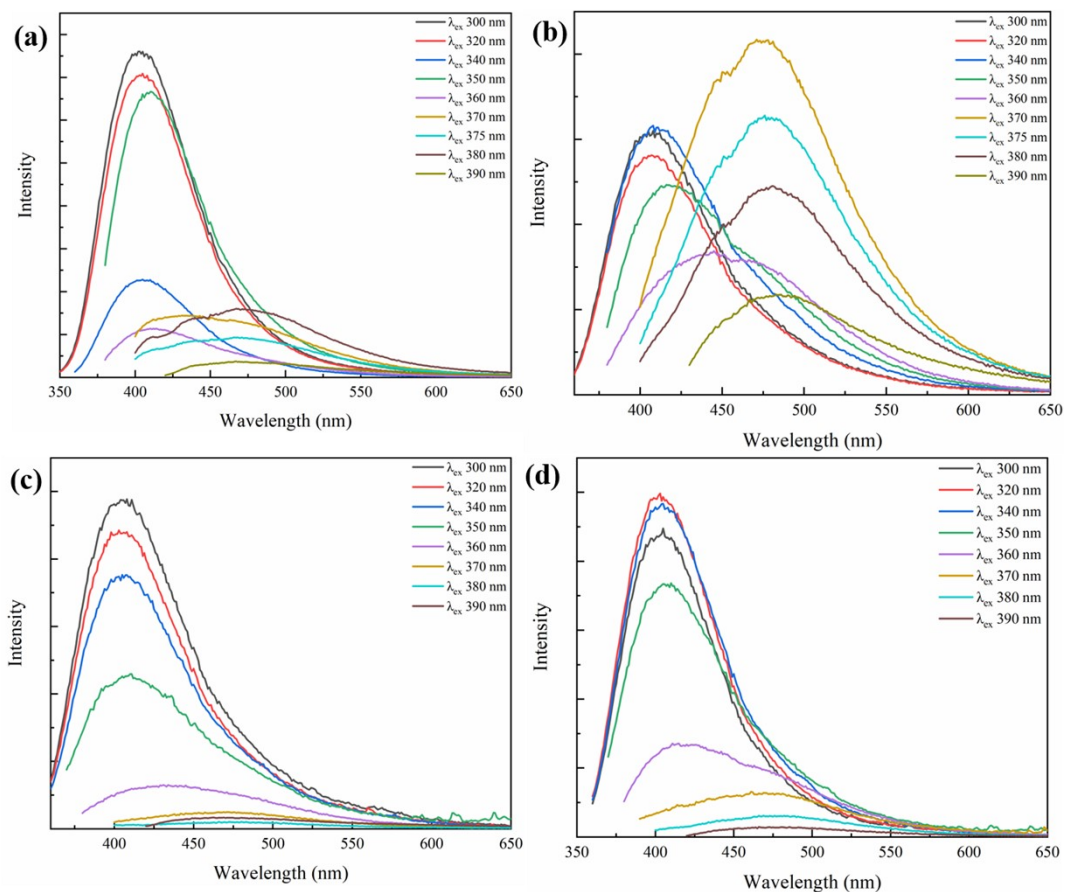 (a)
λex 300 nm
λex 320 nm
λex 340 nm
λex 350 nm
λex 360 nm
λex 370 nm
λex 375 nm
λex 380 nm
λex 390 nm
Intensity
350 400 450 500 550 600 650
Wavelength (nm)
(b)
λex 300 nm
λex 320 nm
λex 340 nm
λex 350 nm
λex 360 nm
λex 370 nm
λex 375 nm
λex 380 nm
λex 390 nm
Intensity
400 450 500 550 600 650
Wavelength (nm)
(c)
λex 300 nm
λex 320 nm
λex 340 nm
λex 350 nm
λex 360 nm
λex 370 nm
λex 380 nm
λex 390 nm
Intensity
400 450 500 550 600 650
Wavelength (nm)
(d)
λex 300 nm
λex 320 nm
λex 340 nm
λex 350 nm
λex 360 nm
λex 370 nm
λex 380 nm
λex 390 nm
Intensity
350 400 450 500 550 600 650
Wavelength (nm)